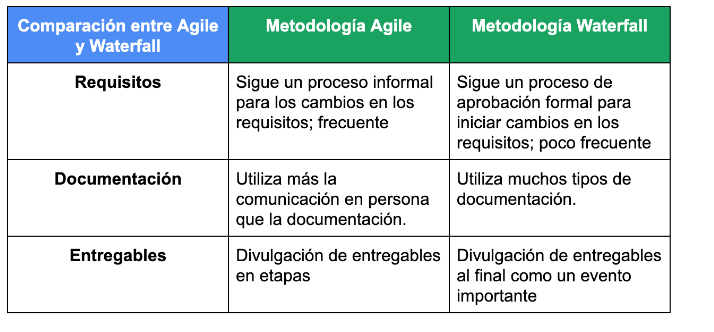 Comparación entre Agile
y Waterfall
Metodología Agile
Metodología Waterfall
Requisitos
Sigue un proceso informal
para los cambios en los
requisitos; frecuente
Sigue un proceso de
aprobación formal para
iniciar cambios en los
requisitos; poco frecuente
Documentación
Utiliza más la
comunicación en persona
que la documentación.
Utiliza muchos tipos de
documentación.
Entregables
Divulgación de entregables
en etapas
Divulgación de entregables
al final como un evento
importante